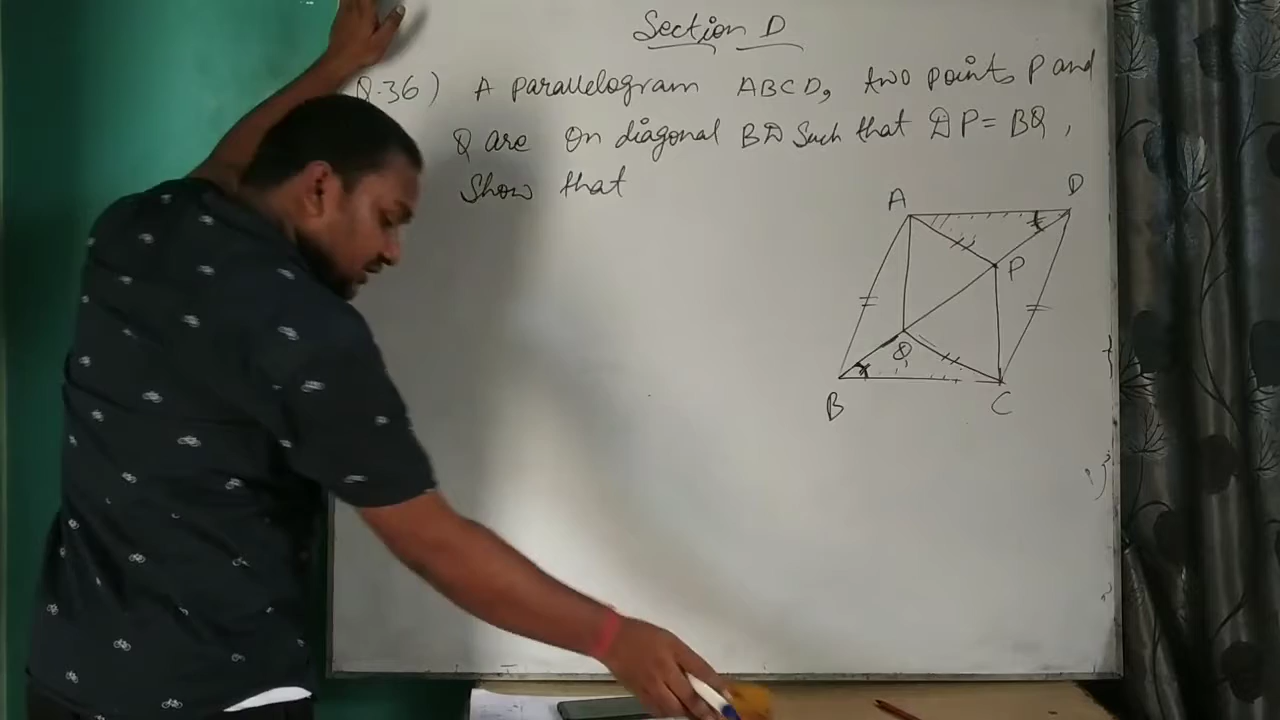 Section D
Q.36) A parallelogram ABCD, two points P and
Q are on diagonal BD Such that DP = BQ,
Show that
A
D
P
Q
B
C